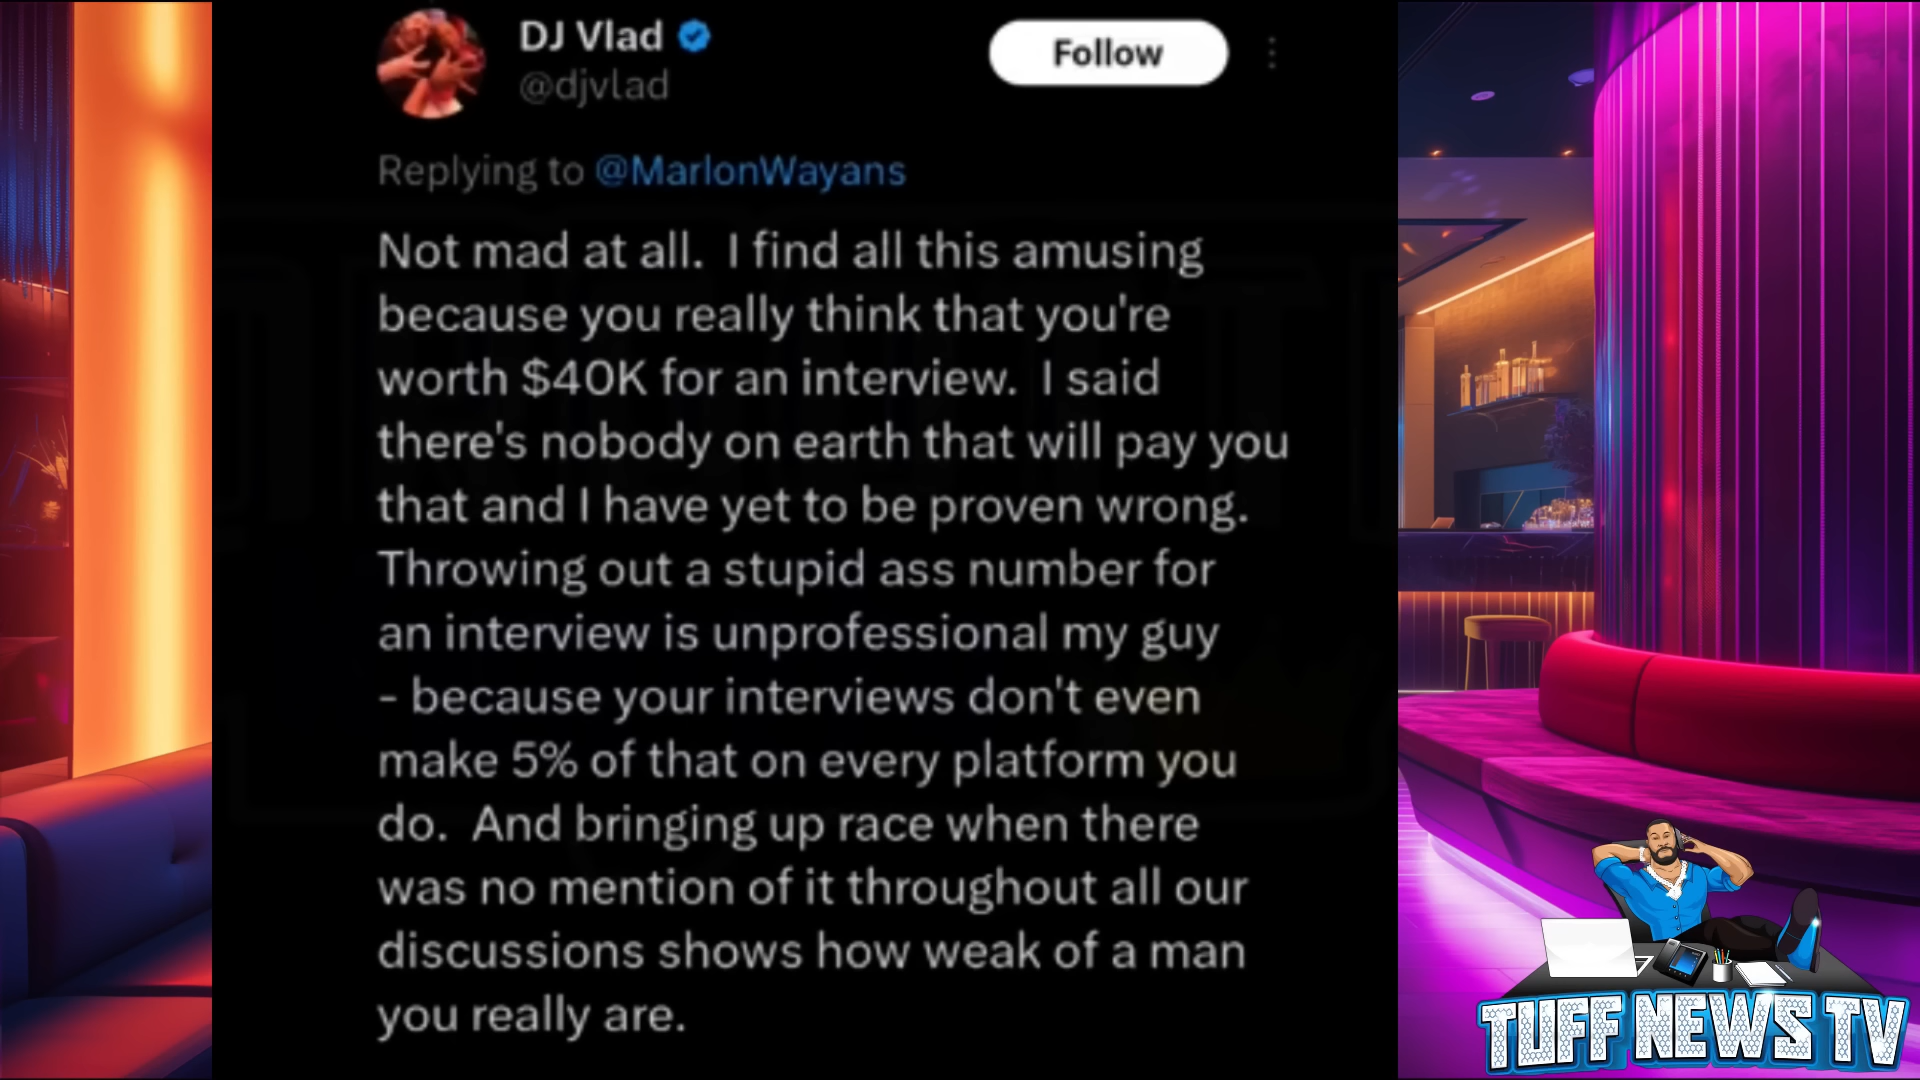 DJ Vlad
@djvlad
Follow
Replying to @MarlonWayans
Not mad at all.  I find all this amusing
because you really think that you're
worth $40K for an interview.  I said
there's nobody on earth that will pay you
that and I have yet to be proven wrong.
Throwing out a stupid ass number for
an interview is unprofessional my guy
- because your interviews don't even
make 5% of that on every platform you
do.  And bringing up race when there
was no mention of it throughout all our
discussions shows how weak of a man
you really are.
TUFF NEWS TV